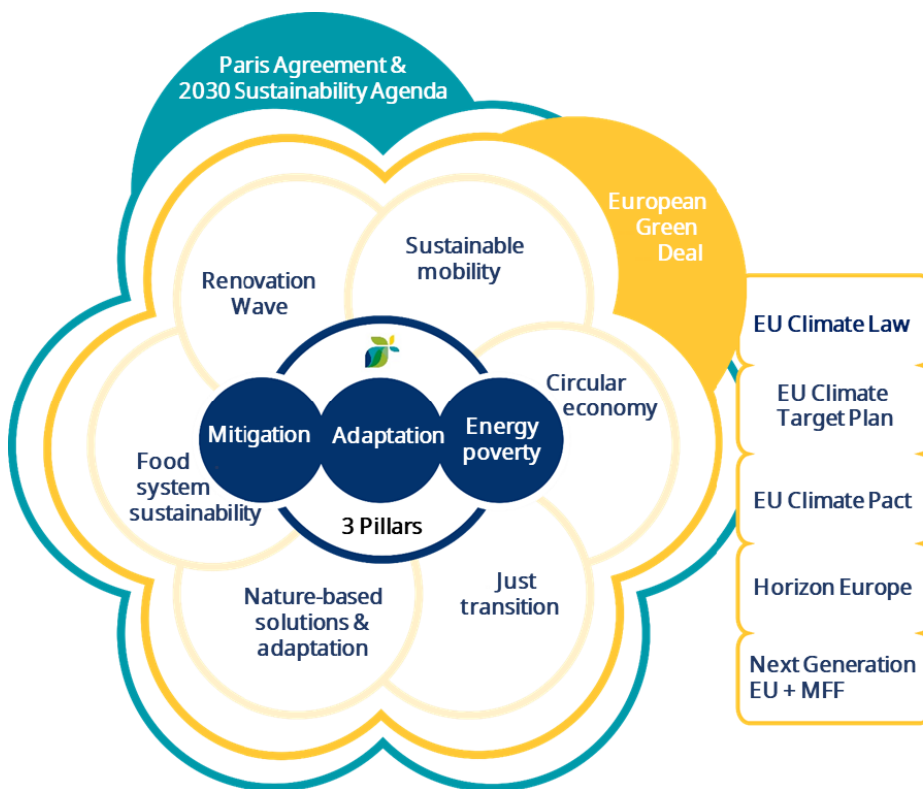 Paris Agreement &
2030 Sustainability Agenda
European
Green
Deal
Sustainable
mobility
Renovation
Wave
Circular
economy
Mitigation
Adaptation
Energy
poverty
Food
system
sustainability
3 Pillars
Nature-based
solutions &
adaptation
Just
transition
EU Climate Law
EU Climate
Target Plan
EU Climate Pact
Horizon Europe
Next Generation
EU + MFF